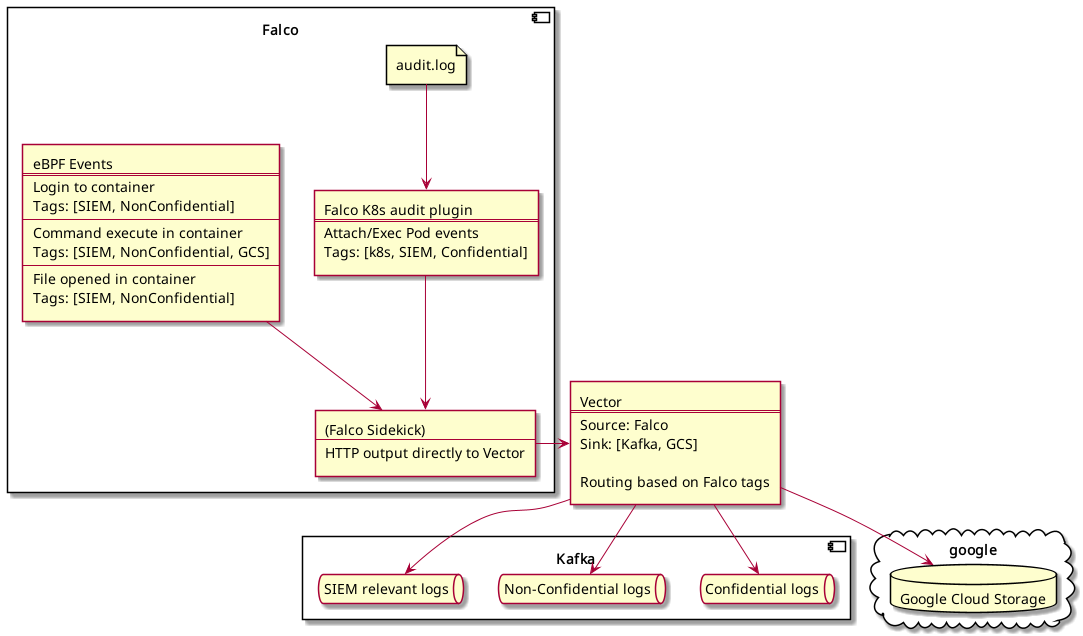 Falco
audit.log
eBPF Events
Login to container
Tags: [SIEM, NonConfidential]
Command execute in container
Tags: [SIEM, NonConfidential, GCS]
File opened in container
Tags: [SIEM, NonConfidential]
Falco K8s audit plugin
Attach/Exec Pod events
Tags: [k8s, SIEM, Confidential]
(Falco Sidekick)
HTTP output directly to Vector
Vector
Source: Falco
Sink: [Kafka, GCS]
Routing based on Falco tags
Kafka
SIEM relevant logs
Non-Confidential logs
Confidential logs
google
Google Cloud Storage